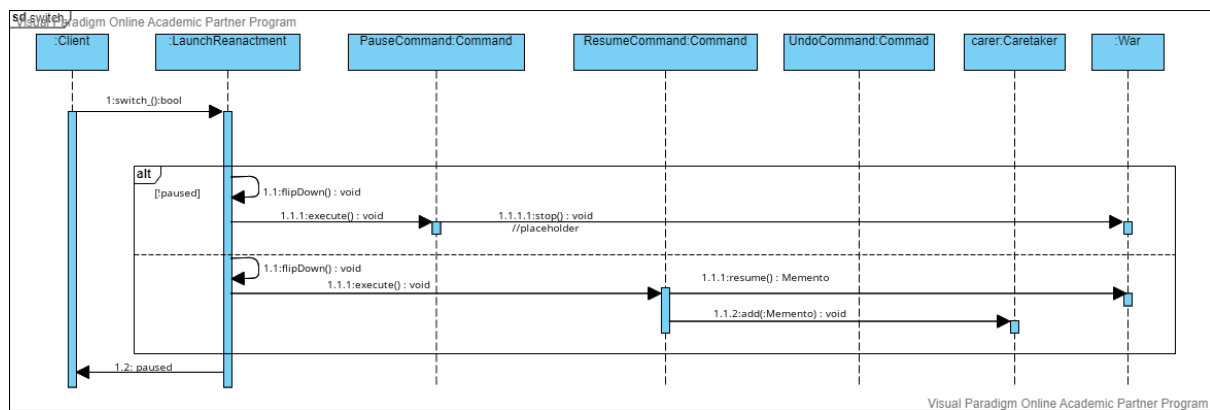 sd switch
Visual Paradigm Online Academic Partner Program
:Client
:LaunchReanactment
PauseCommand:Command
ResumeCommand:Command
UndoCommand:Commad
carer:Caretaker
:War
1:switch_():bool
alt
[!paused]
1.1:flipDown() : void
1.1.1:execute() : void
1.1.1.1:stop() : void
//placeholder
1.1:flipDown() : void
1.1.1:execute() : void
1.1.1:resume() : Memento
1.1.2:add(:Memento) : void
1.2: paused
Visual Paradigm Online Academic Partner Program